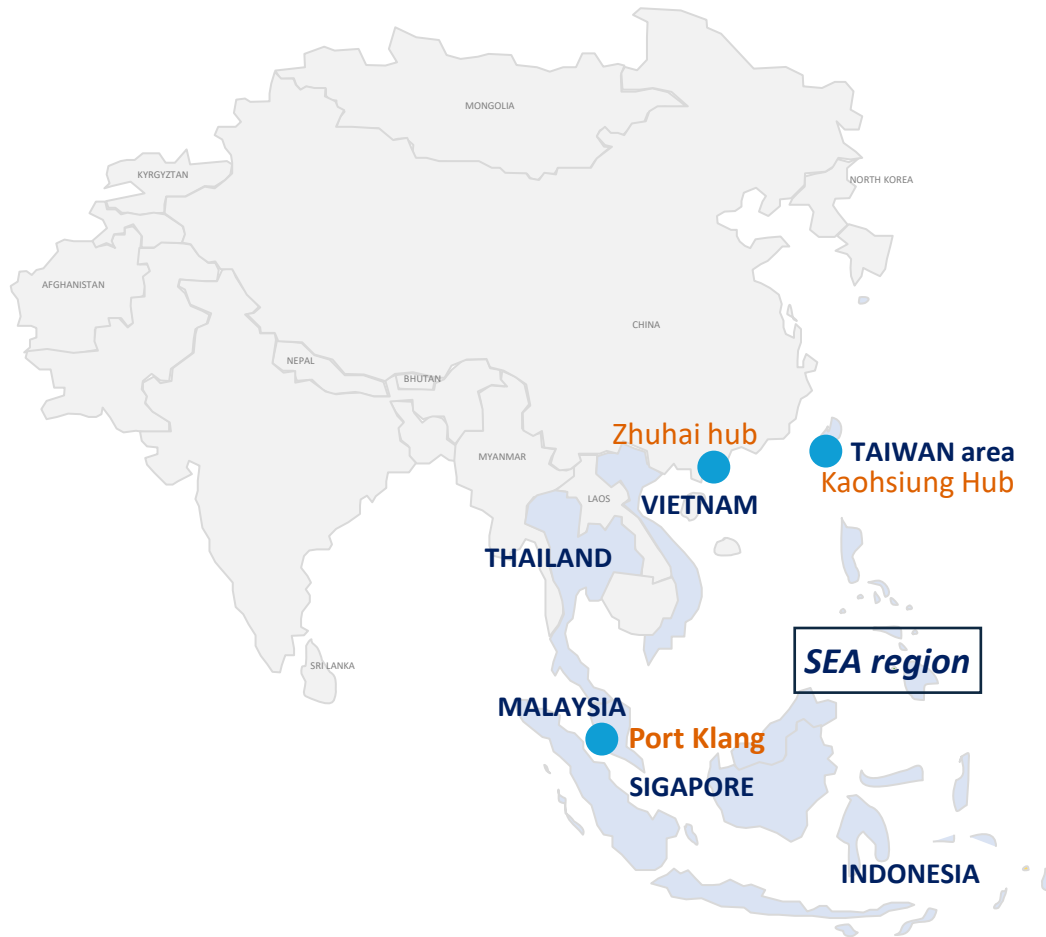 MONGOLIA
KYRGYZTAN
NORTH KOREA
AFGHANISTAN
CHINA
NEPAL
BHUTAN
Zhuhai hub
TAIWAN area
MYANMAR
Kaohsiung Hub
LAOS
VIETNAM
THAILAND
SEA region
SRI LANKA
MALAYSIA
Port Klang
SIGAPORE
INDONESIA